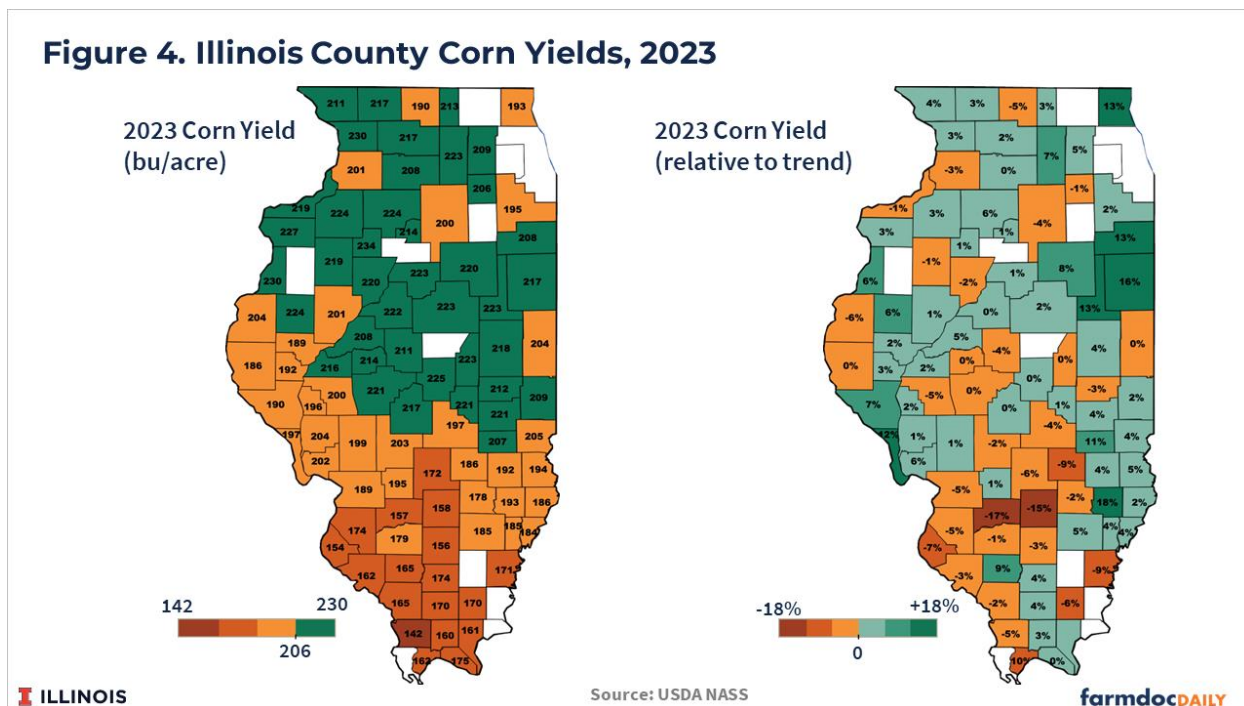 Figure 4. Illinois County Corn Yields, 2023
2023 Corn Yield
(bu/acre)
211 217 190 213 193
230 217 223 209
201 208 206
219 224 224 200 195
227 214 208
234
219 220 223 220 217
230
204 224 201 222 223 223
208 211 218 204
189 214 223
186 192 216 225
200 221 212 209
190 196 217 221 221
197 204 199 203 197 207 205
202 172 186 192 194
189 195 178 193 186
157 158
174 179 185 185 184
154 156
162 165 174 171
165 170 170
142 160 161
162 175
142 230
206
2023 Corn Yield
(relative to trend)
4% 3% -5% 3% 13%
3% 2% 7% 5%
-3% 0% -1%
-1% 3% 6% -4% 2%
3% 1% 13%
1%
-1% -2% 1% 8% 16%
6%
-6% 6% 1% 0% 2% 13%
5% -4% 4% 0%
2% 0% 0%
0% 3% 2% 0%
-5% 0% -3% 2%
7% 2% 0% 1% 4%
12% 1% 1% -2% -4% 11% 4%
6% -6% -9% 4% 5%
-5% 1% -2% 18% 2%
-17% -15%
-5% -1% 5% 4% 4%
-7% -3%
-3% 9% 4% -9%
-2% 4% -6%
-5% 3%
10% 0%
-18% +18%
0
ILLINOIS
Source: USDA NASS
farmdocDAILY